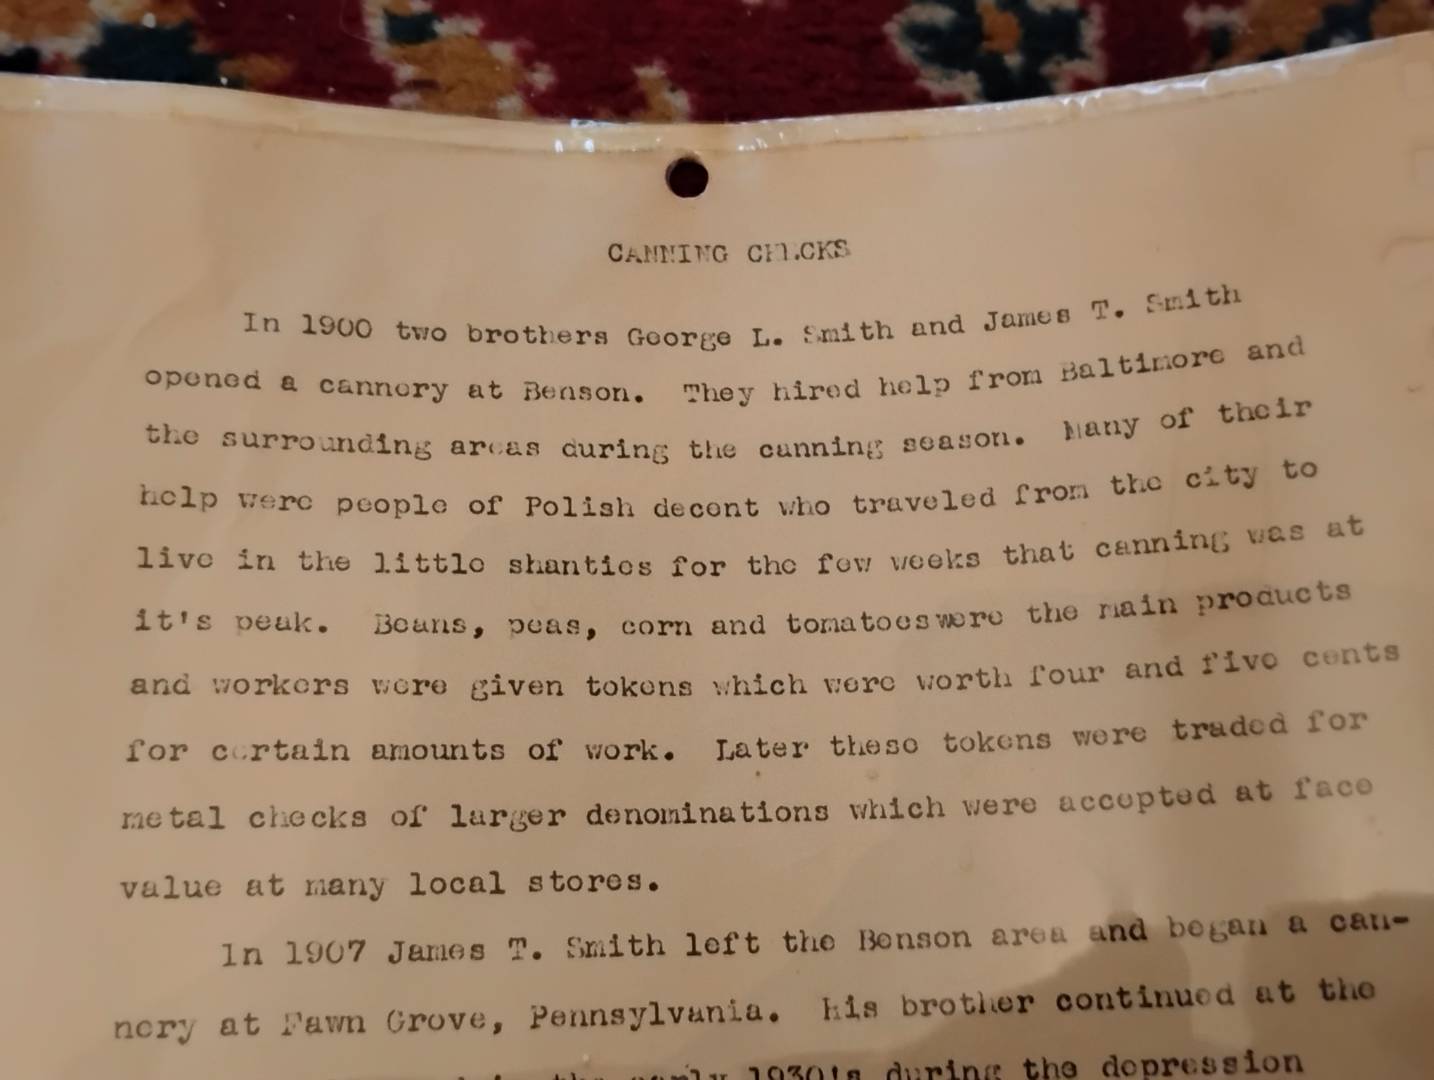 CANNING CHECKS
In 1900 two brothers George L. Smith and James T. Smith
opened a cannery at Benson. They hired help from Baltimore and
the surrounding areas during the canning season. Many of their
help were people of Polish decent who traveled from the city to
live in the little shanties for the few weeks that canning was at
it's peak. Beans, peas, corn and tomatoes were the main products
and workers were given tokens which were worth four and five cents
for certain amounts of work. Later these tokens were traded for
metal checks of larger denominations which were accepted at face
value at many local stores.
In 1907 James T. Smith left the Benson area and began a can-
nery at Fawn Grove, Pennsylvania. His brother continued at the
the early 1930's during the depression